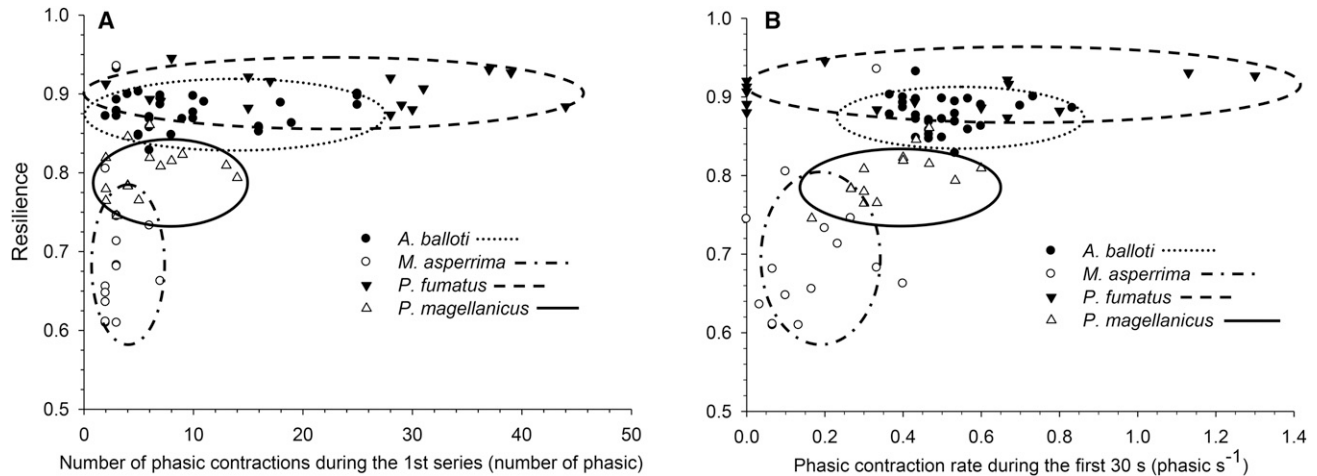 A
1.0
0.9
0.8
0.7
0.6
0.5
Resilience
A. balloti
M. asperrima
P. fumatus
P. magellanicus
0 10 20 30 40 50
Number of phasic contractions during the 1st series (number of phasic)
B
1.0
0.9
0.8
0.7
0.6
0.5
A. balloti
M. asperrima
P. fumatus
P. magellanicus
0.0 0.2 0.4 0.6 0.8 1.0 1.2 1.4
Phasic contraction rate during the first 30 s (phasic s⁻¹)